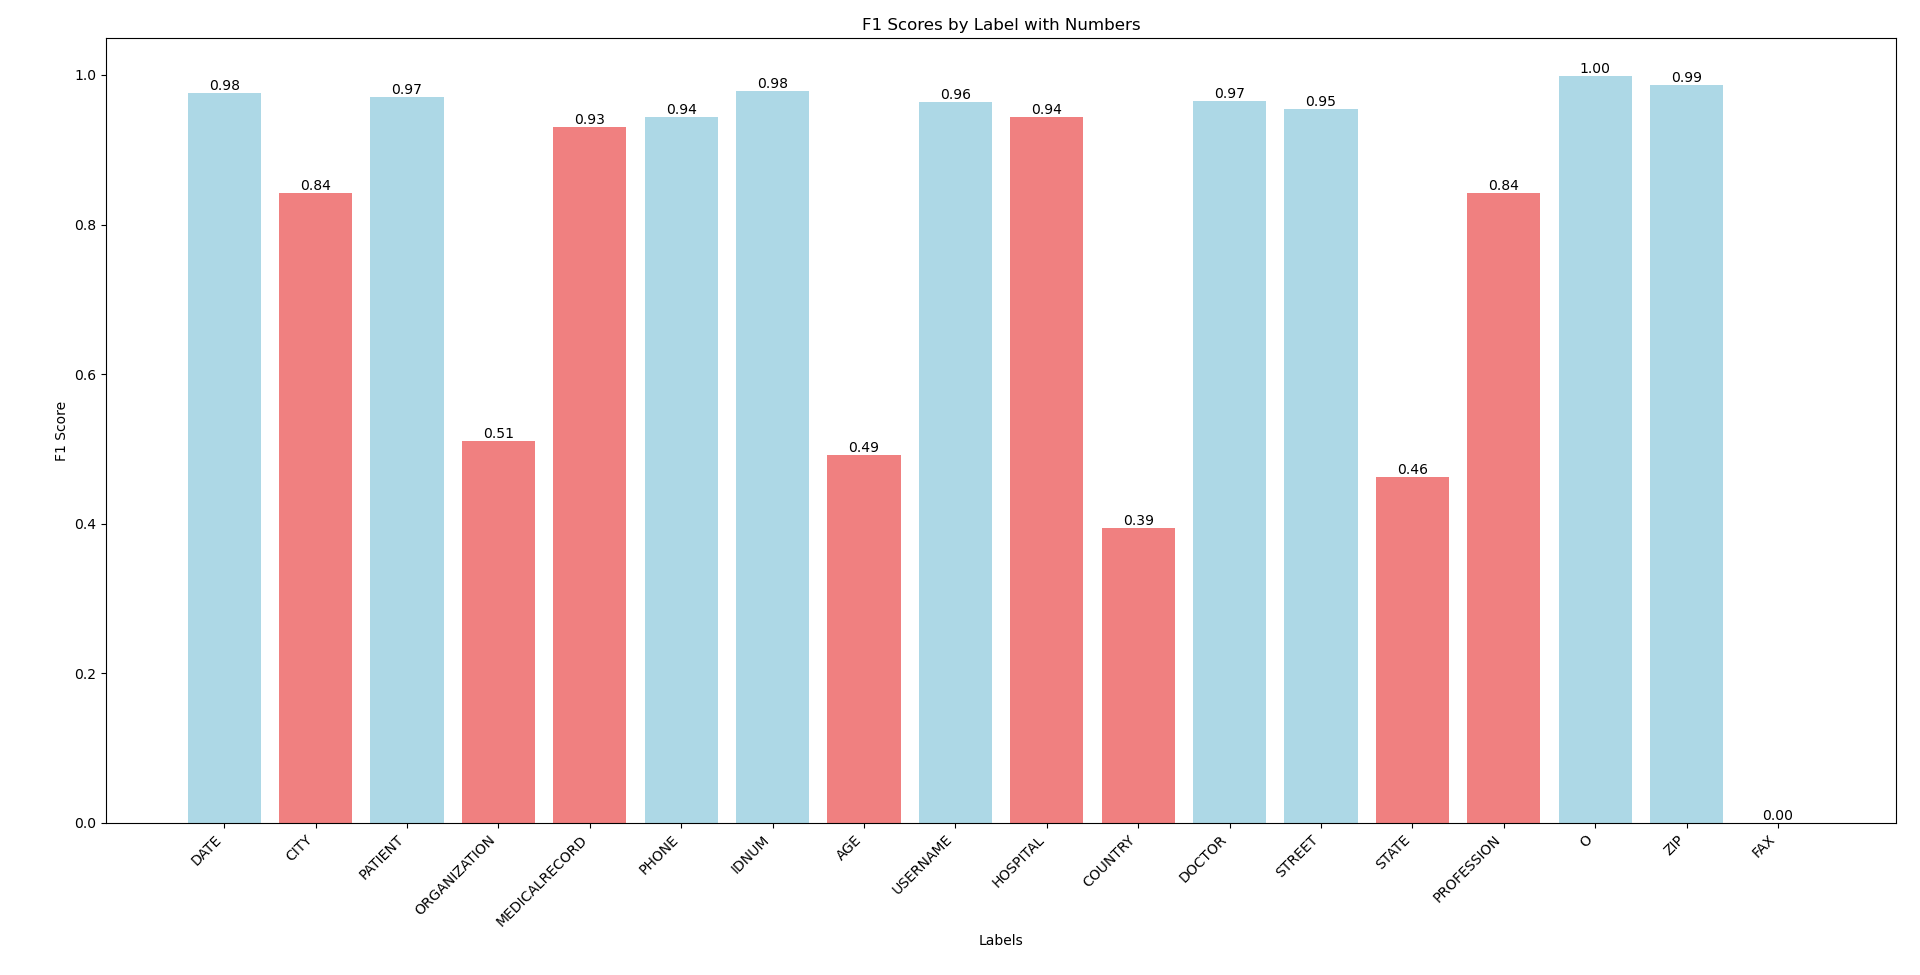 F1 Scores by Label with Numbers
F1 Score
1.0
0.8
0.6
0.4
0.2
0.0
0.98
0.84
0.97
0.51
0.93
0.94
0.98
0.49
0.96
0.94
0.39
0.97
0.95
0.46
0.84
1.00
0.99
0.00
DATE
CITY
PATIENT
ORGANIZATION
MEDICALRECORD
PHONE
IDNUM
AGE
USERNAME
HOSPITAL
COUNTRY
DOCTOR
STREET
STATE
PROFESSION
O
ZIP
FAX
Labels